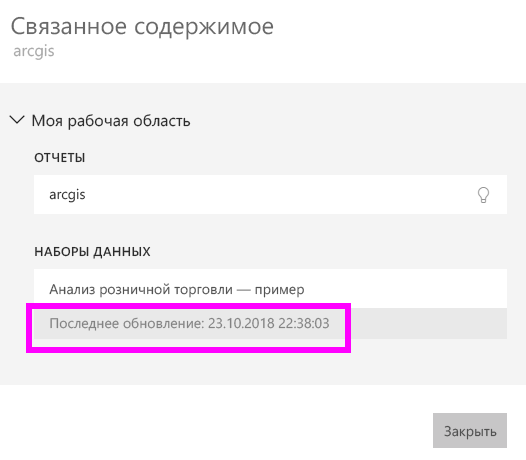 Связанное содержимое
arcgis
Моя рабочая область
ОТЧЕТЫ
arcgis
НАБОРЫ ДАННЫХ
Анализ розничной торговли — пример
Последнее обновление: 23.10.2018 22:38:03
Закрыть